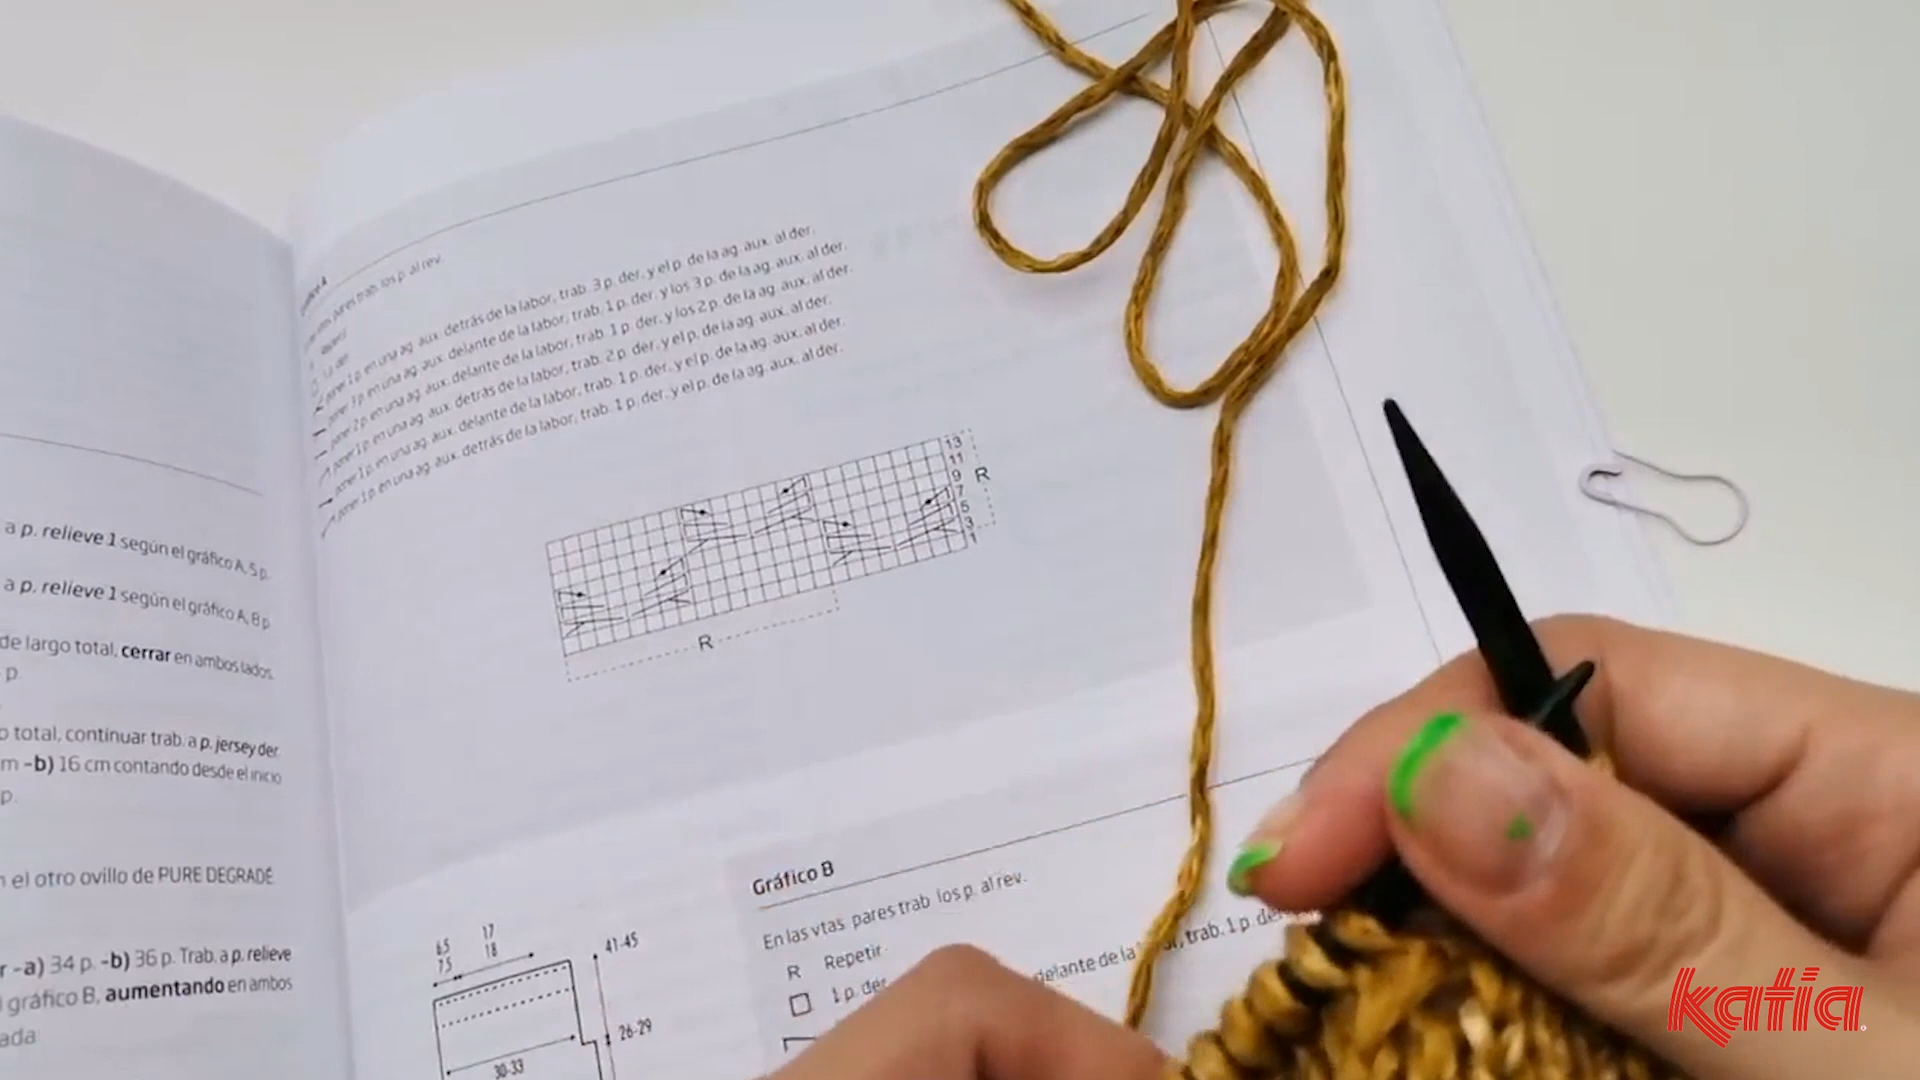 a p. relieve 1 según el gráfico A, 5 p.
a p. relieve 1 según el gráfico A, 8 p.
de largo total, cerrar en ambos lados
p.
o total, continuar trab. a p. jersey der.
m -b) 16 cm contando desde el inicio
p.
n el otro ovillo de PURE DEGRADÉ
r -a) 34 p. -b) 36 p. Trab. a p. relieve
gráfico B, aumentando en ambos
ada:
pares trab. los p. al rev.
poner 1 p. en una ag. aux. detrás de la labor, trab. 3 p. der. y el p. de la ag. aux. al der.
poner 3 p. en una ag. aux. delante de la labor, trab. 1 p. der. y los 3 p. de la ag. aux. al der.
poner 2 p. en una ag. aux. delante de la labor, trab. 1 p. der. y los 2 p. de la ag. aux. al der.
poner 1 p. en una ag. aux. detrás de la labor, trab. 2 p. der. y el p. de la ag. aux. al der.
poner 1 p. en una ag. aux. delante de la labor, trab. 1 p. der. y el p. de la ag. aux. al der.
poner 1 p. en una ag. aux. detrás de la labor, trab. 1 p. der. y el p. de la ag. aux. al der.
13
11
9
7
5
3
1
R
R
6.5 17
7.5 18
41-45
26-29
30-33
Gráfico B
En las vtas. pares trab. los p. al rev.
R Repetir.
1 p. der.
delante de la labor, trab. 1 p. der.
katia